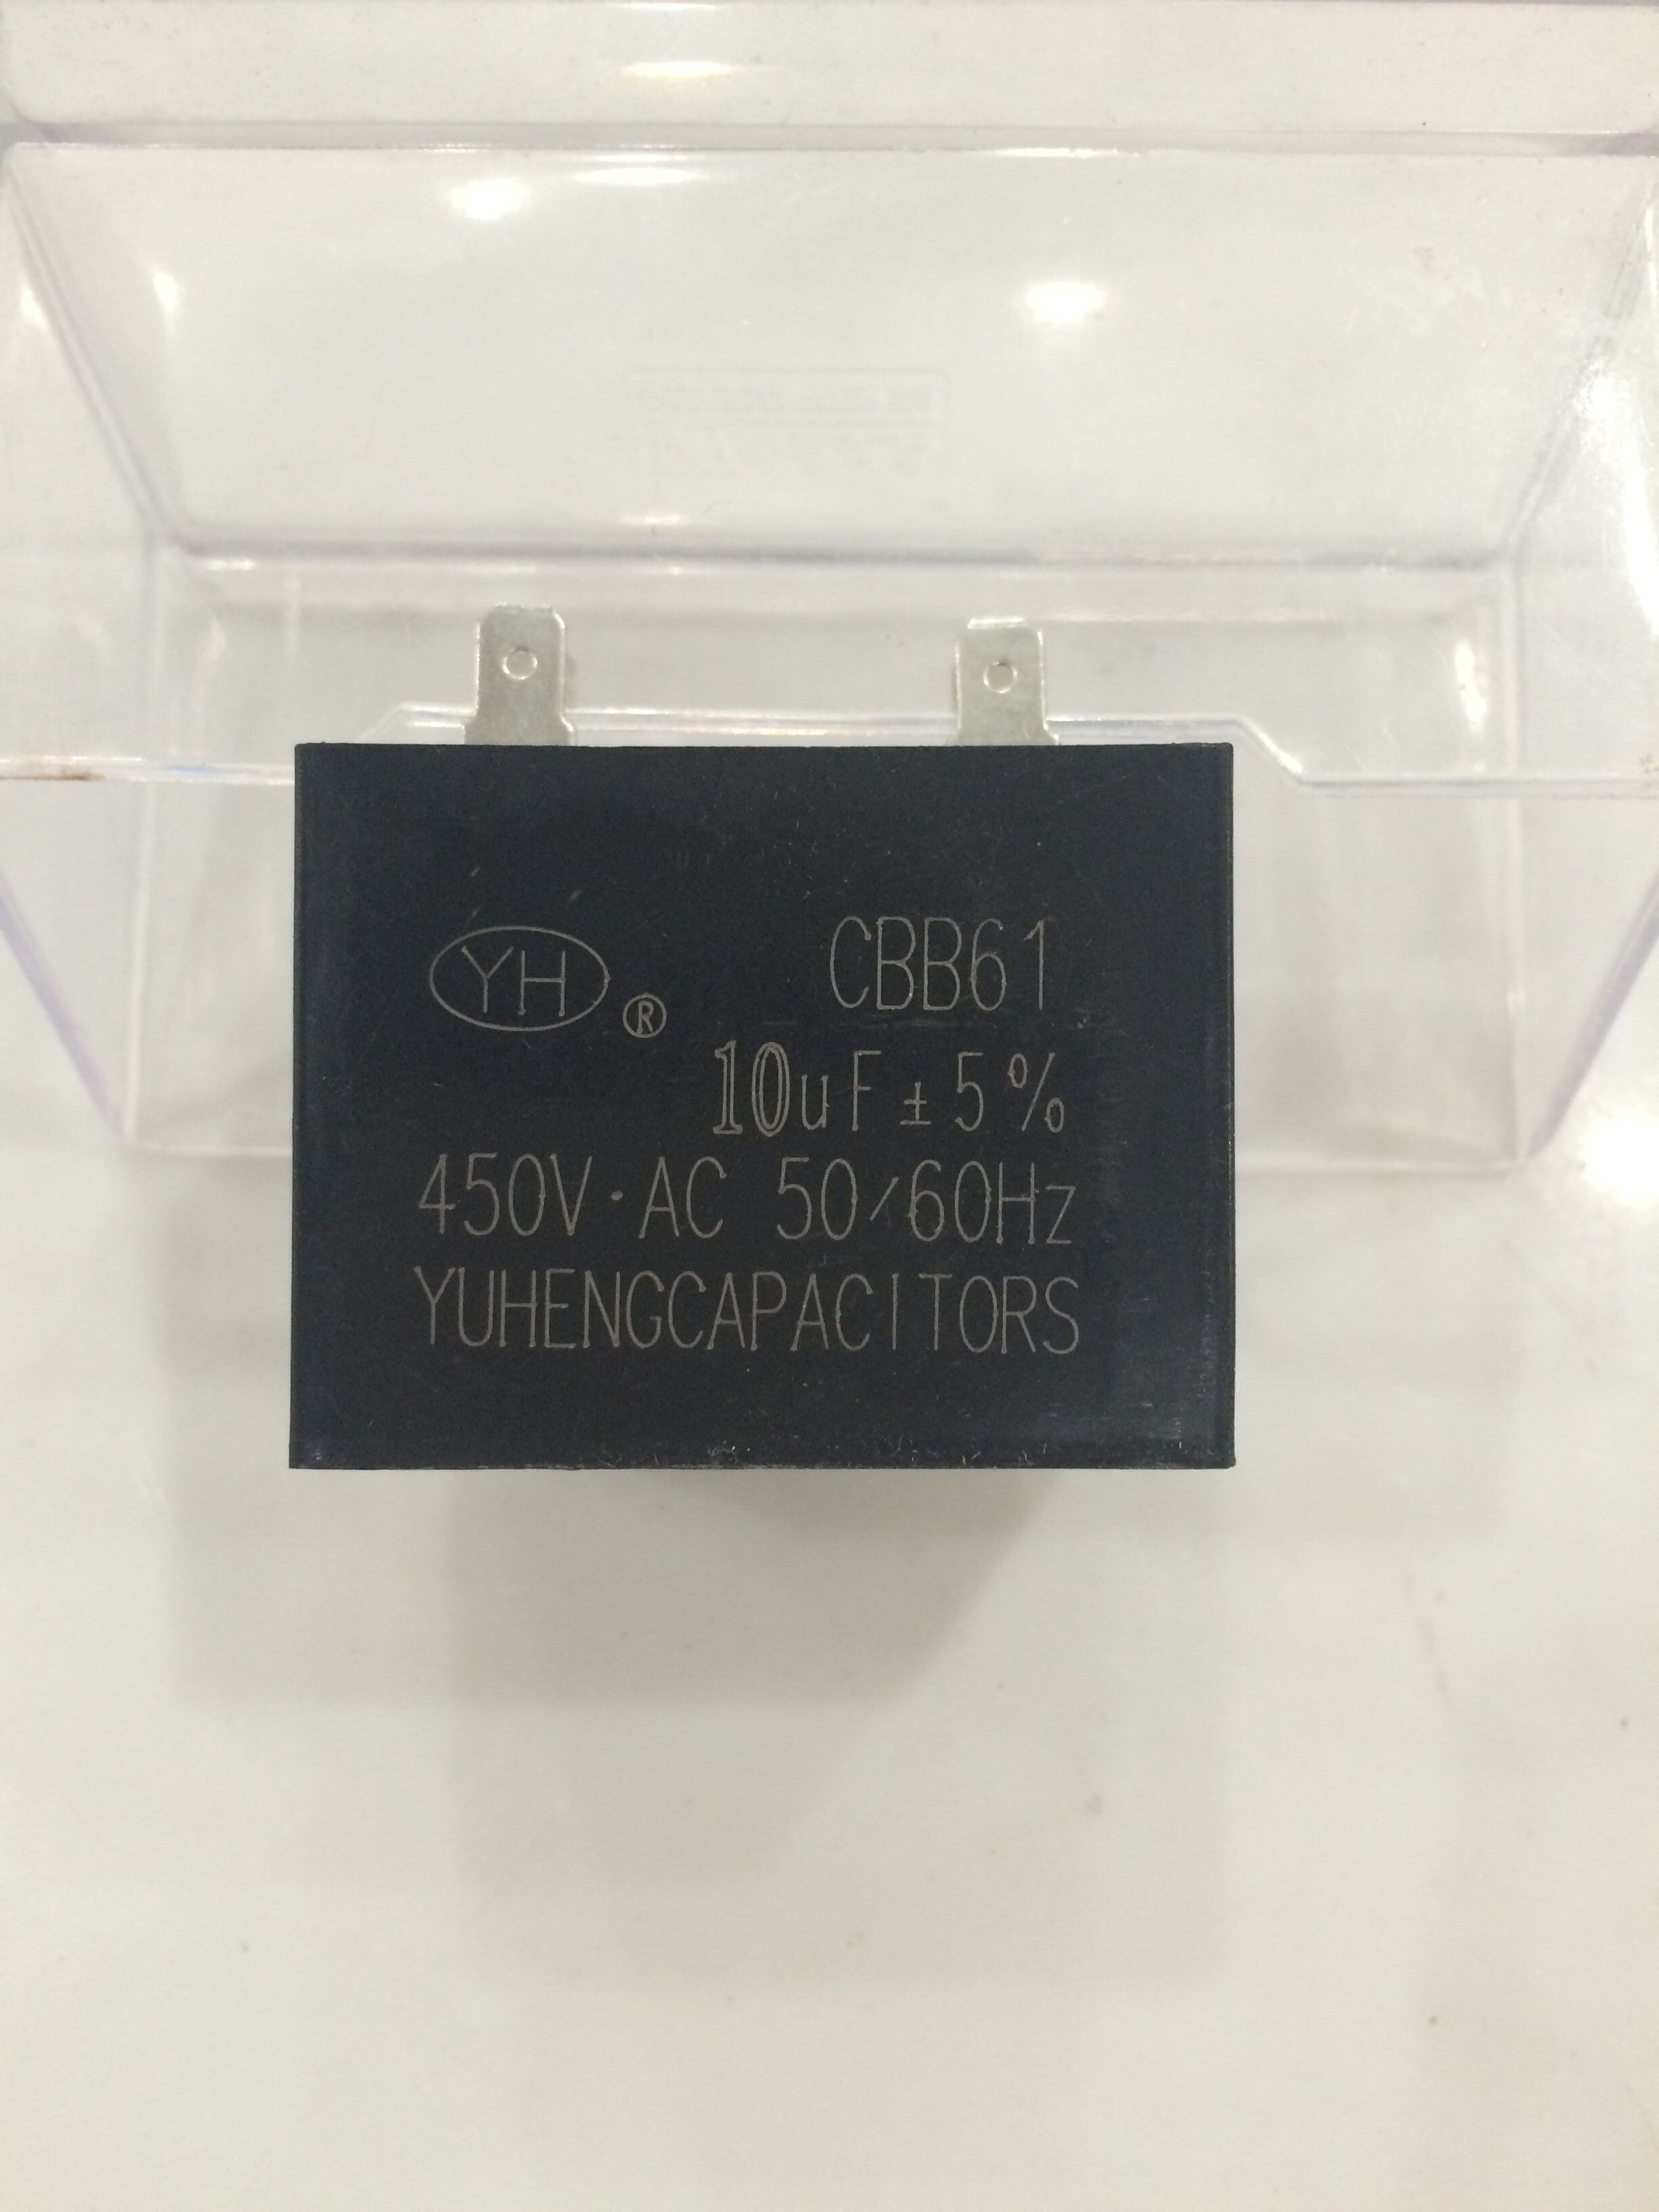 YH ® CBB61
10uF±5%
450V·AC 50/60Hz
YUHENGCAPACITORS